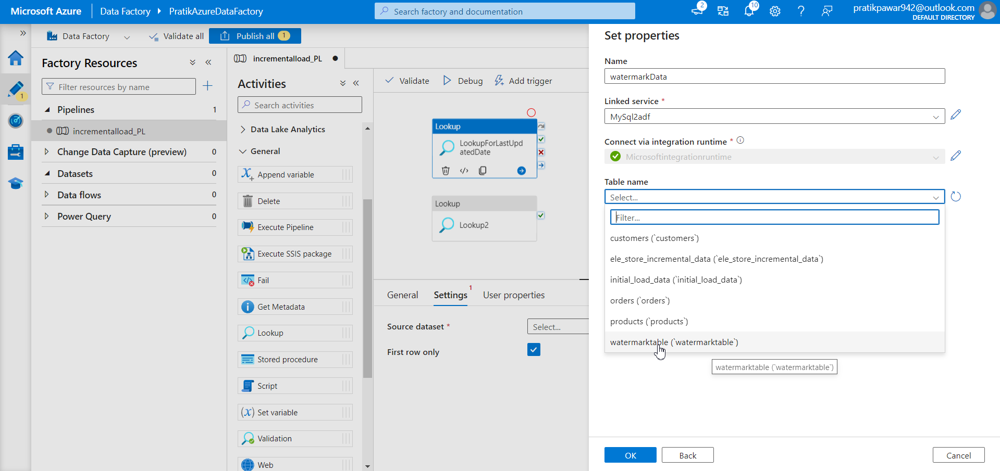 Microsoft Azure
Data Factory
PratikAzureDataFactory
Search factory and documentation
2
10
pratikpawar942@outlook.com
DEFAULT DIRECTORY
Data Factory
Validate all
Publish all
1
1
Factory Resources
Filter resources by name
Pipelines
1
incrementalload_PL
Change Data Capture (preview)
0
Datasets
0
Data flows
0
Power Query
0
incrementalload_PL
Activities
Search activities
Data Lake Analytics
General
Append variable
Delete
Execute Pipeline
Execute SSIS package
Fail
Get Metadata
Lookup
Stored procedure
Script
Set variable
Validation
Web
Validate
Debug
Add trigger
Lookup
LookupForLastUpd
atedDate
Lookup
Lookup2
General
Settings
1
User properties
Source dataset *
Select...
First row only
Set properties
Name
watermarkData
Linked service *
MySql2adf
Connect via integration runtime *
Microsoftintegrationruntime
Table name
Select...
Filter...
customers (`customers`)
ele_store_incremental_data (`ele_store_incremental_data`)
initial_load_data (`initial_load_data`)
orders (`orders`)
products (`products`)
watermarktable (`watermarktable`)
watermarktable (`watermarktable`)
OK
Back
Cancel